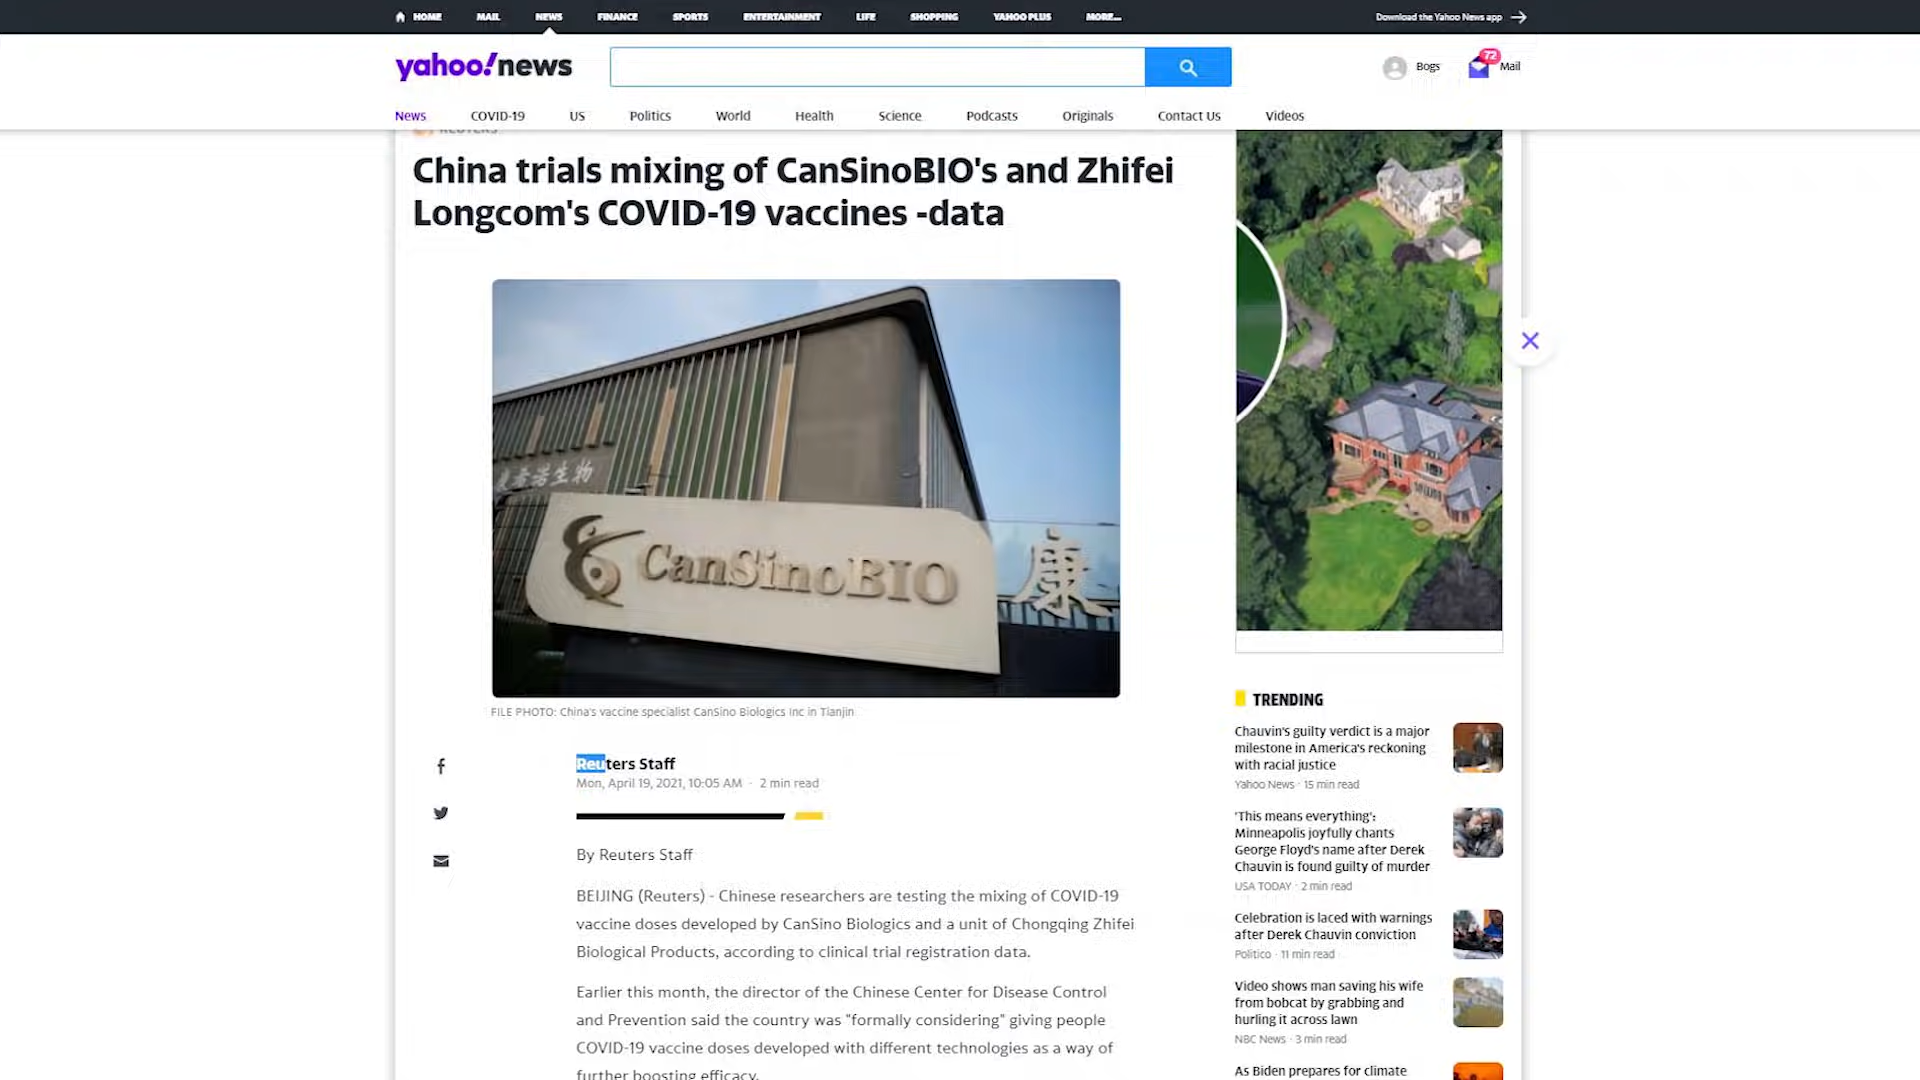 HOME MAIL NEWS FINANCE SPORTS ENTERTAINMENT LIFE SHOPPING YAHOO PLUS MORE... Download the Yahoo News app
yahoo!news
Bogs
72
Mail
News COVID-19 US Politics World Health Science Podcasts Originals Contact Us Videos
REUTERS
China trials mixing of CanSinoBIO's and Zhifei
Longcom's COVID-19 vaccines -data
生物
CanSinoBIO
康
FILE PHOTO: China's vaccine specialist CanSino Biologics Inc in Tianjin
Reuters Staff
Mon, April 19, 2021, 10:05 AM · 2 min read
By Reuters Staff
BEIJING (Reuters) - Chinese researchers are testing the mixing of COVID-19
vaccine doses developed by CanSino Biologics and a unit of Chongqing Zhifei
Biological Products, according to clinical trial registration data.
Earlier this month, the director of the Chinese Center for Disease Control
and Prevention said the country was "formally considering" giving people
COVID-19 vaccine doses developed with different technologies as a way of
further boosting efficacy.
TRENDING
Chauvin's guilty verdict is a major
milestone in America's reckoning
with racial justice
Yahoo News · 15 min read
'This means everything':
Minneapolis joyfully chants
George Floyd's name after Derek
Chauvin is found guilty of murder
USA TODAY · 2 min read
Celebration is laced with warnings
after Derek Chauvin conviction
Politico · 11 min read
Video shows man saving his wife
from bobcat by grabbing and
hurling it across lawn
NBC News · 3 min read
As Biden prepares for climate